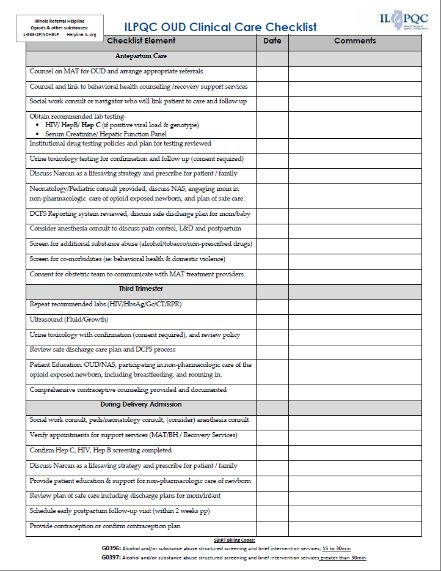 Illinois Referral Helpline
Opioids & other substances:
1-833-2FINDHELP Helpline IL.org
ILPQC OUD Clinical Care Checklist
ILPQC
Checklist Element Date Comments
Antepartum Care
Counsel on MAT for OUD and arrange appropriate referrals
Counsel and link to behavioral health counseling /recovery support services
Social work consult or navigator who will link patient to care and follow up
Obtain recommended lab testing-
• HIV/ HepB/ Hep C (if positive viral load & genotype)
• Serum Creatinine/ Hepatic Function Panel
Institutional drug testing policies and plan for testing reviewed
Urine toxicology testing for confirmation and follow up (consent required)
Discuss Narcan as a lifesaving strategy and prescribe for patient / family
Neonatology/Pediatric consult provided, discuss NAS, engaging mom in
non-pharmacologic care of opioid exposed newborn, and plan of safe care.
DCFS Reporting system reviewed, discuss safe discharge plan for mom/baby
Consider anesthesia consult to discuss pain control, L&D and postpartum
Screen for additional substance abuse (alcohol/tobacco/non-prescribed drugs)
Screen for co-morbidities (ie: behavioral health & domestic violence)
Consent for obstetric team to communicate with MAT treatment providers
Third Trimester
Repeat recommended labs (HIV/HbsAg/Gc/CT/RPR)
Ultrasound (Fluid/Growth)
Urine toxicology with confirmation (consent required), and review policy
Review safe discharge care plan and DCFS process
Patient Education: OUD/NAS, participating in non-pharmacologic care of the
opioid exposed newborn, including breastfeeding, and rooming in.
Comprehensive contraceptive counseling provided and documented
During Delivery Admission
Social work consult, peds/neonatology consult, (consider) anesthesia consult
Verify appointments for support services (MAT/BH / Recovery Services)
Confirm Hep C, HIV, Hep B screening completed
Discuss Narcan as a lifesaving strategy and prescribe for patient / family
Provide patient education & support for non-pharmacologic care of newborn
Review plan of safe care including discharge plans for mom/infant
Schedule early postpartum follow-up visit (within 2 weeks pp)
Provide contraception or confirm contraception plan
SBIRT Billing Codes:
G0396: Alcohol and/or substance abuse structured screening and brief intervention services; 15 to 30min
G0397: Alcohol and/or substance abuse structured screening and brief intervention services greater than 30min